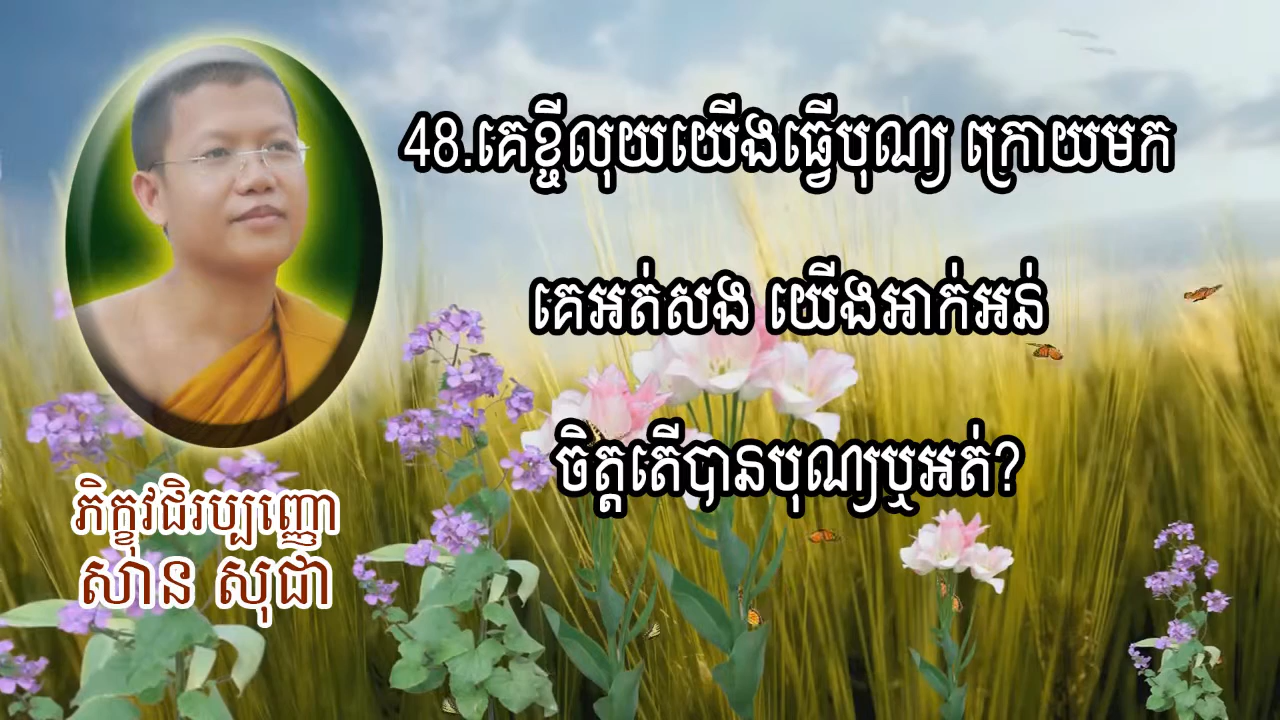 48.គេខ្ចីលុយយើងធ្វើបុណ្យ ក្រោយមក
គេអត់សង យើងអាក់អន់
ចិត្តតើបានបុណ្យឬអត់?
ភិក្ខុវជិរប្បញ្ញោ
សាន សុជា